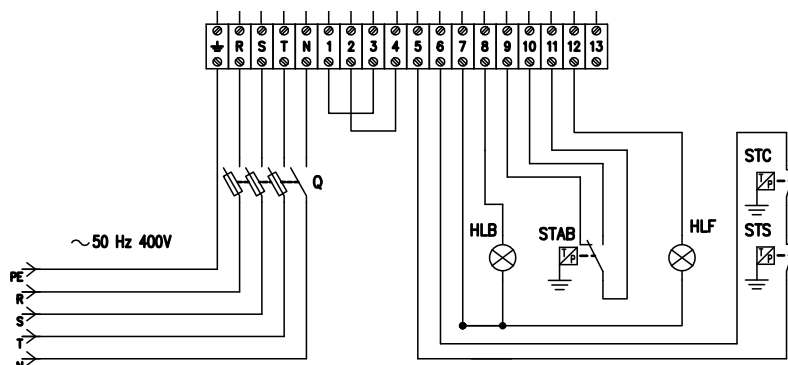 R S T N 1 2 3 4 5 6 7 8 9 10 11 12 13
STC
T P
Q
~ 50 Hz 400V
HLB
STAB
HLF
STS
T P
T P
PE
R
S
T
N